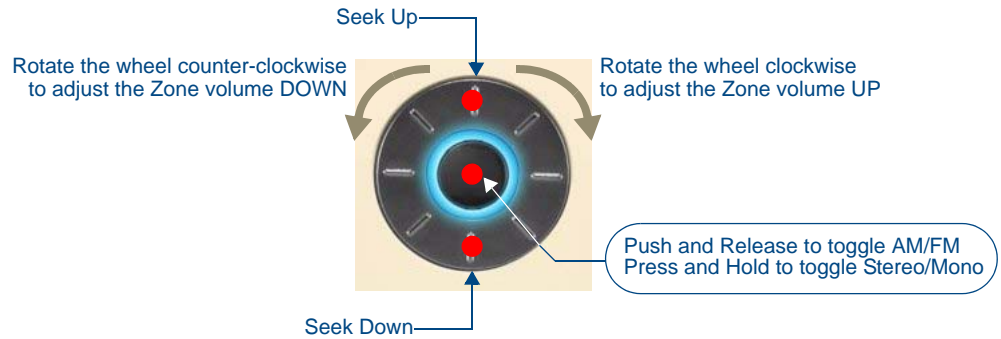 Seek Up
Rotate the wheel counter-clockwise
to adjust the Zone volume DOWN
Rotate the wheel clockwise
to adjust the Zone volume UP
Push and Release to toggle AM/FM
Press and Hold to toggle Stereo/Mono
Seek Down